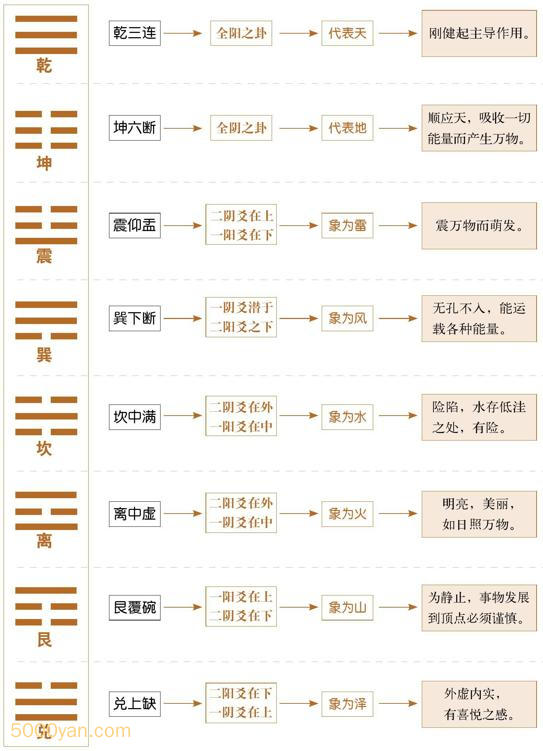 乾
乾三连
全阳之卦
代表天
刚健起主导作用。
坤
坤六断
全阴之卦
代表地
顺应天，吸收一切
能量而产生万物。
震
震仰盂
二阴爻在上
一阳爻在下
象为雷
震万物而萌发。
巽
巽下断
一阴爻潜于
二阳爻之下
象为风
无孔不入，能运
载各种能量。
坎
坎中满
二阴爻在外
一阳爻在中
象为水
险陷，水存低洼
之处，有险。
离
离中虚
二阳爻在外
一阴爻在中
象为火
明亮，美丽，
如日照万物。
艮
艮覆碗
一阳爻在上
二阴爻在下
象为山
为静止，事物发展
到顶点必须谨慎。
兑
兑上缺
二阳爻在下
一阴爻在上
象为泽
外虚内实，
有喜悦之感。
5000yan.com